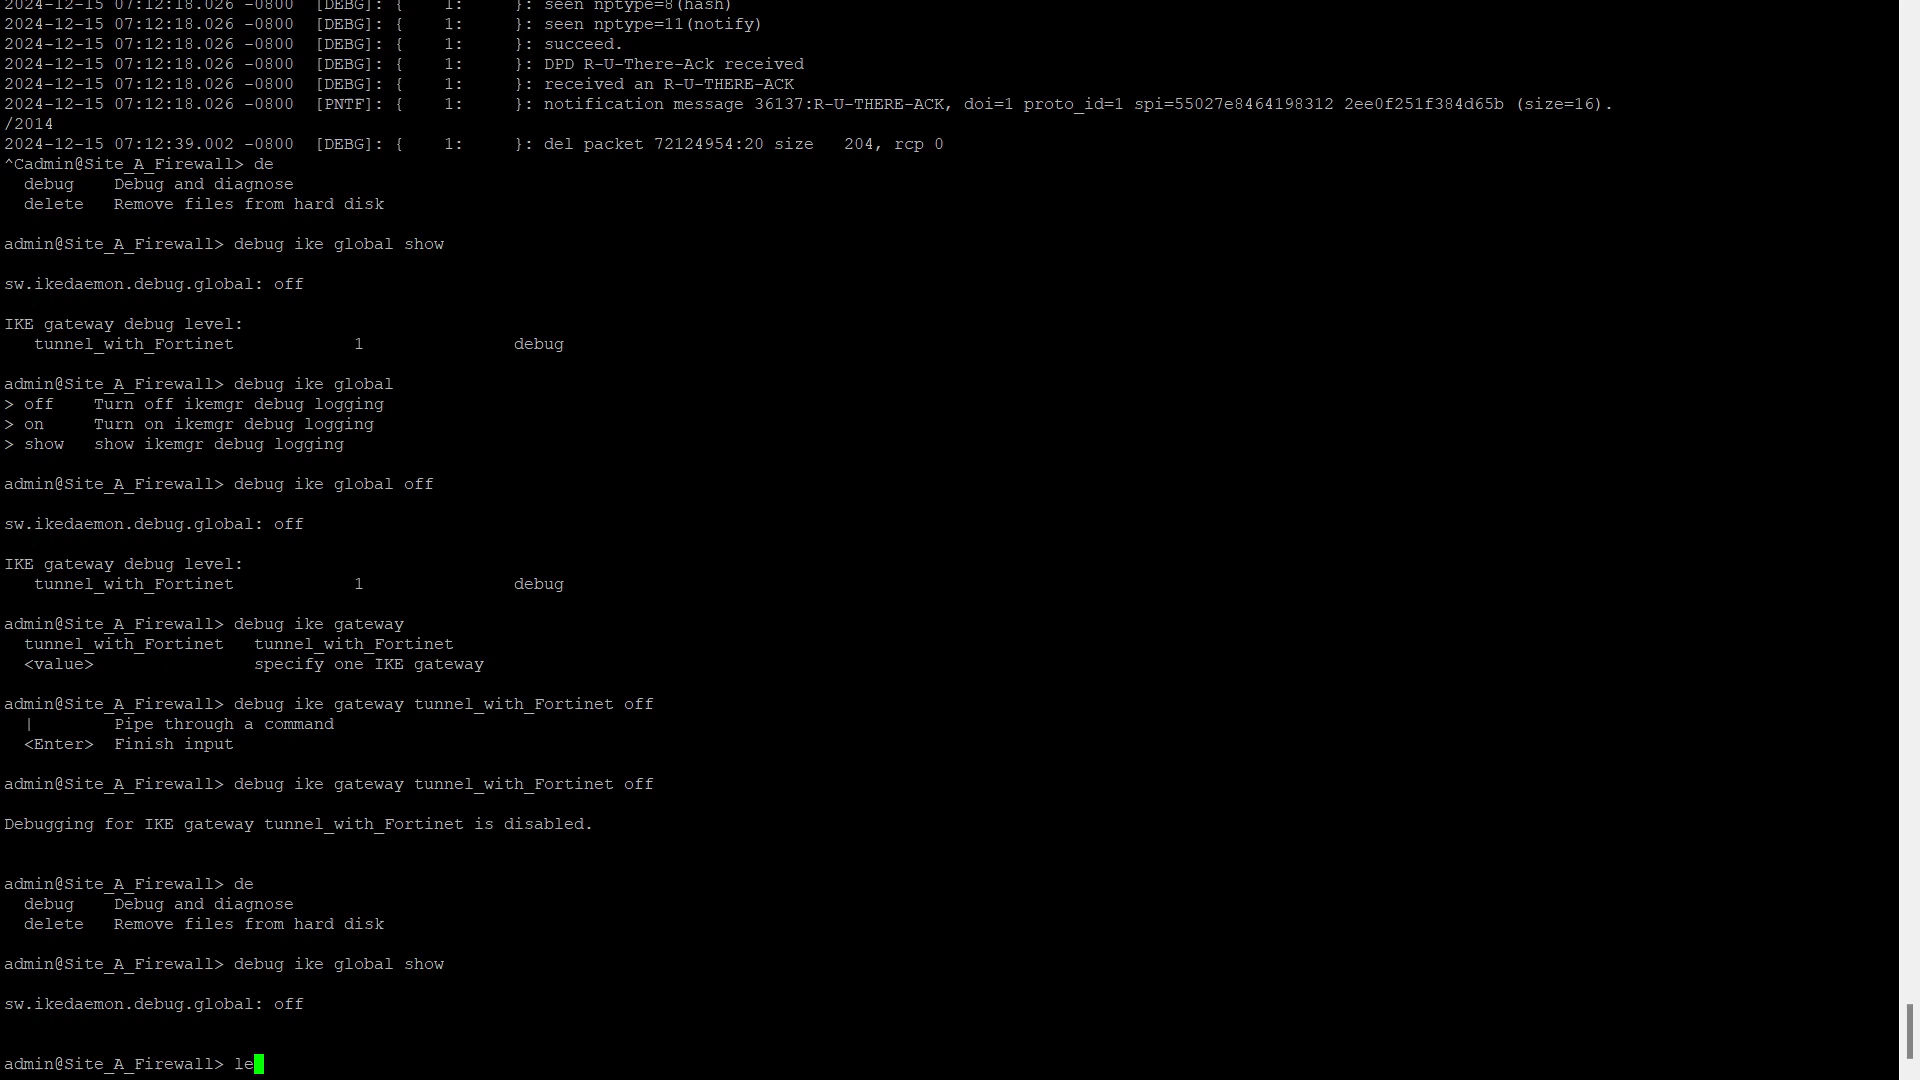 2024-12-15 07:12:18.026 -0800  [DEBG]: {    1:     }: seen nptype=8(hash)
2024-12-15 07:12:18.026 -0800  [DEBG]: {    1:     }: seen nptype=11(notify)
2024-12-15 07:12:18.026 -0800  [DEBG]: {    1:     }: succeed.
2024-12-15 07:12:18.026 -0800  [DEBG]: {    1:     }: DPD R-U-There-Ack received
2024-12-15 07:12:18.026 -0800  [DEBG]: {    1:     }: received an R-U-THERE-ACK
2024-12-15 07:12:18.026 -0800  [PNTF]: {    1:     }: notification message 36137:R-U-THERE-ACK, doi=1 proto_id=1 spi=55027e8464198312 2ee0f251f384d65b (size=16).
/2014
2024-12-15 07:12:39.002 -0800  [DEBG]: {    1:     }: del packet 72124954:20 size   204, rcp 0
^Cadmin@Site_A_Firewall> de
  debug    Debug and diagnose
  delete   Remove files from hard disk

admin@Site_A_Firewall> debug ike global show

sw.ikedaemon.debug.global: off

IKE gateway debug level:
   tunnel_with_Fortinet            1               debug

admin@Site_A_Firewall> debug ike global
> off    Turn off ikemgr debug logging
> on     Turn on ikemgr debug logging
> show   show ikemgr debug logging

admin@Site_A_Firewall> debug ike global off

sw.ikedaemon.debug.global: off

IKE gateway debug level:
   tunnel_with_Fortinet            1               debug

admin@Site_A_Firewall> debug ike gateway
  tunnel_with_Fortinet   tunnel_with_Fortinet
  <value>                specify one IKE gateway

admin@Site_A_Firewall> debug ike gateway tunnel_with_Fortinet off
  |        Pipe through a command
  <Enter>  Finish input

admin@Site_A_Firewall> debug ike gateway tunnel_with_Fortinet off

Debugging for IKE gateway tunnel_with_Fortinet is disabled.


admin@Site_A_Firewall> de
  debug    Debug and diagnose
  delete   Remove files from hard disk

admin@Site_A_Firewall> debug ike global show

sw.ikedaemon.debug.global: off


admin@Site_A_Firewall> le